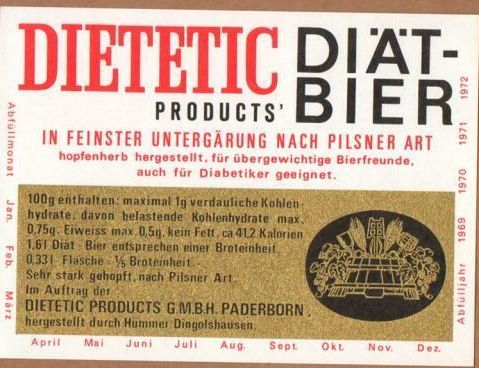 DIETETIC DIÄT-
PRODUCTS' BIER
IN FEINSTER UNTERGÄRUNG NACH PILSNER ART
hopfenherb hergestellt, für übergewichtige Bierfreunde,
auch für Diabetiker geeignet.
100g enthalten: maximal 1g verdauliche Kohlen-
hydrate, davon belastende Kohlenhydrate max.
0,75g. Eiweiss max. 0,5g, kein Fett, ca 41,2 Kalorien
1,6 l Diät-Bier entsprechen einer Broteinheit.
0,33 l-Flasche = 1/5 Broteinheit.
Sehr stark gehopft, nach Pilsner Art.
Im Auftrag der
DIETETIC PRODUCTS G.M.B.H. PADERBORN,
hergestellt durch Hümmer Dingolshausen.
Abfüllmonat Jan. Feb. März
April Mai Juni Juli Aug. Sept. Okt. Nov. Dez.
Abfülljahr 1969 1970 1971 1972